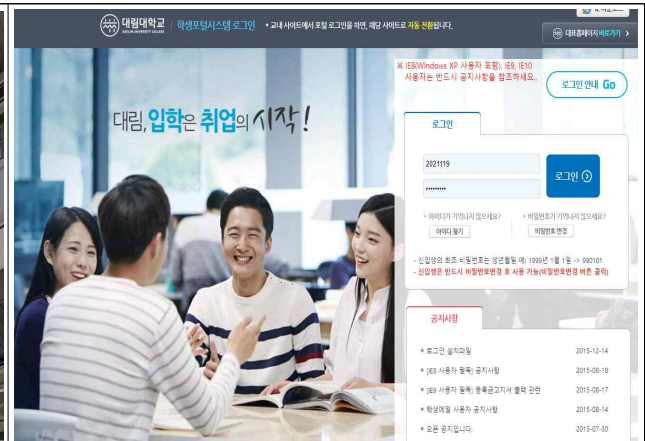 대림대학교
DAELIM UNIVERSITY COLLEGE
학생포털시스템 로그인
• 교내 사이트에서 포털 로그인을 하면, 해당 사이트로 자동 전환됩니다.
대표홈페이지 바로가기 >
※ IE8(Windows XP 사용자 포함), IE9, IE10
사용자는 반드시 공지사항을 참조하세요..
로그인 안내 Go
대림, 입학은 취업의 시작!
로그인
2021119
•••••••••
로그인
• 아이디가 기억나지 않으세요?
아이디 찾기
• 비밀번호가 기억나지 않으세요?
비밀번호 변경
- 신입생의 최초 비밀번호는 생년월일 예) 1999년 1월 1일 -> 990101
- 신입생은 반드시 비밀번호변경 후 사용 가능(비밀번호변경 버튼 클릭)
공지사항
• 로그인 설치파일 2015-12-14
• [IE8 사용자 필독] 공지사항 2015-08-18
• [IE9 사용자 필독] 등록금고지서 출력 관련 2015-08-17
• 학생메일 사용자 공지사항 2015-08-14
• 오픈 공지입니다. 2015-07-30